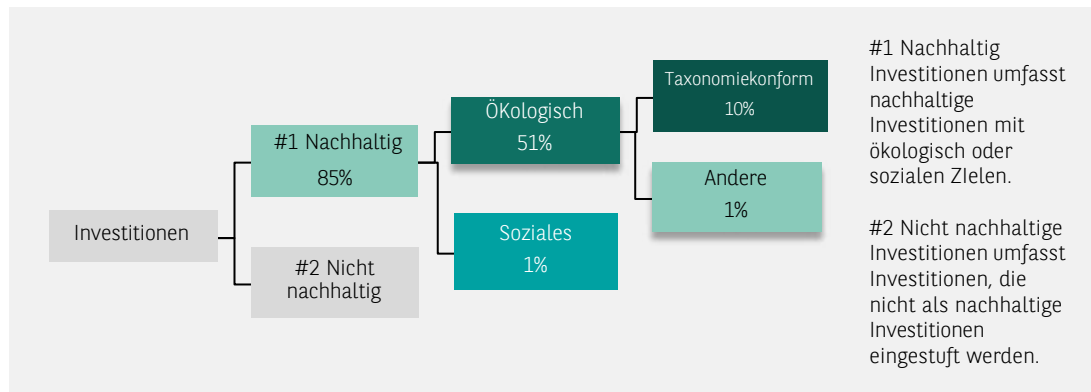 Investitionen
#1 Nachhaltig
85%
#2 Nicht
nachhaltig
ÖKologisch
51%
Soziales
1%
Taxonomiekonform
10%
Andere
1%
#1 Nachhaltig
Investitionen umfasst
nachhaltige
Investitionen mit
ökologisch oder
sozialen ZIelen.
#2 Nicht nachhaltige
Investitionen umfasst
Investitionen, die
nicht als nachhaltige
Investitionen
eingestuft werden.